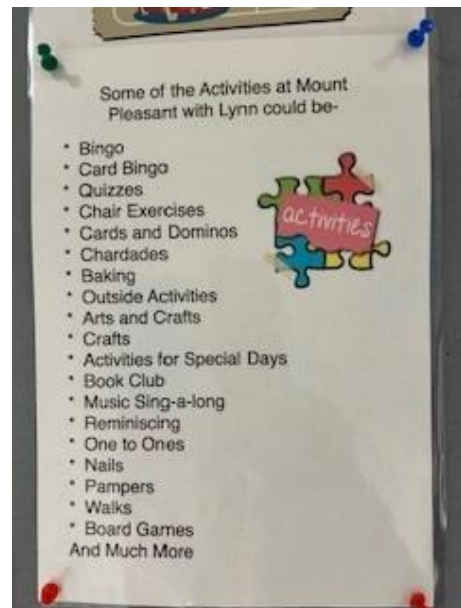 Some of the Activities at Mount
Pleasant with Lynn could be-
• Bingo
• Card Bingo
• Quizzes
• Chair Exercises
• Cards and Dominos
• Chardades
• Baking
• Outside Activities
• Arts and Crafts
• Crafts
• Activities for Special Days
• Book Club
• Music Sing-a-long
• Reminiscing
• One to Ones
• Nails
• Pampers
• Walks
• Board Games
And Much More
activities